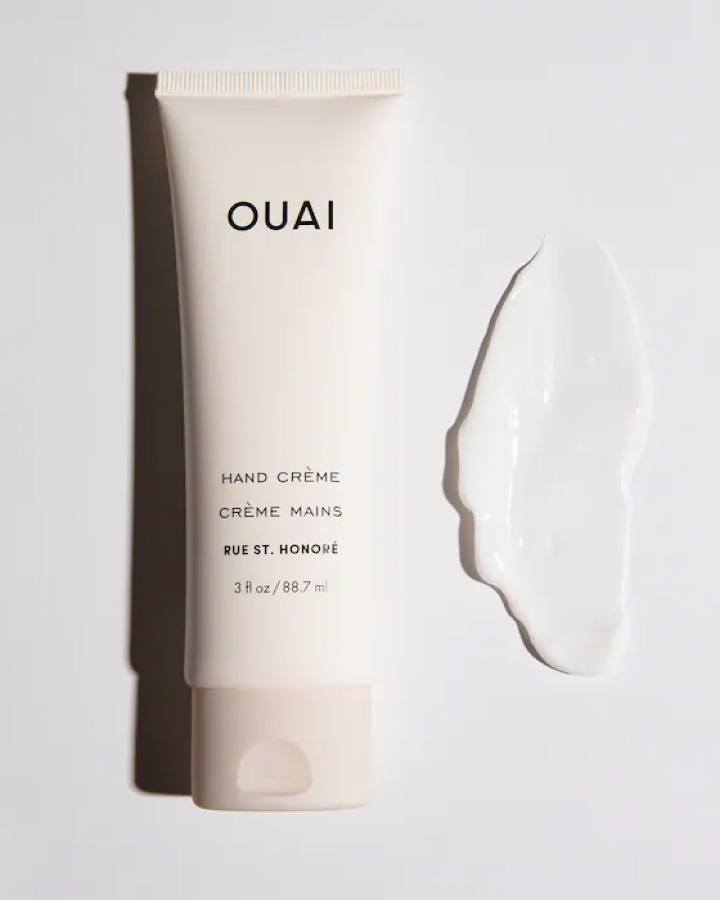 OUAI
HAND CRÈME
CRÈME MAINS
RUE ST. HONORÉ
3 fl oz / 88.7 ml